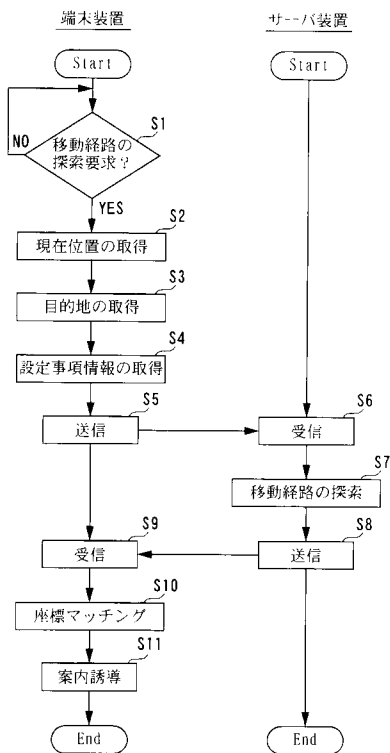 端末装置
サーバ装置
Start
Start
S1
NO
移動経路の
探索要求？
YES
S2
現在位置の取得
S3
目的地の取得
S4
設定事項情報の取得
S5
送信
S6
受信
S7
移動経路の探索
S8
送信
S9
受信
S10
座標マッチング
S11
案内誘導
End
End